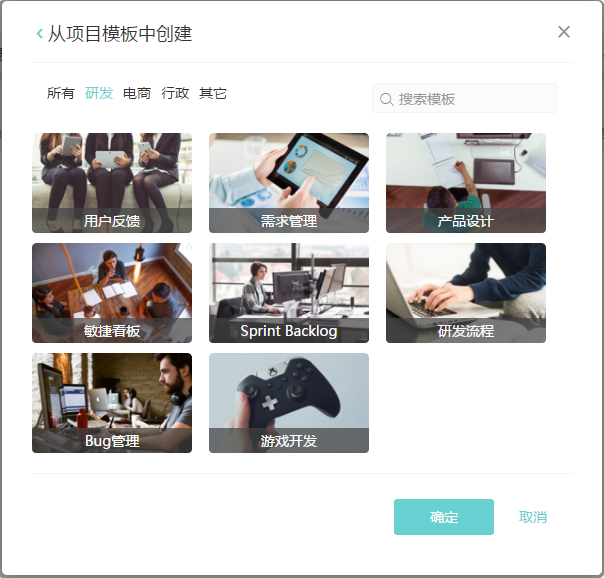 从项目模板中创建
所有 研发 电商 行政 其它
搜索模板
用户反馈
需求管理
产品设计
敏捷看板
Sprint Backlog
研发流程
Bug管理
游戏开发
确定
取消